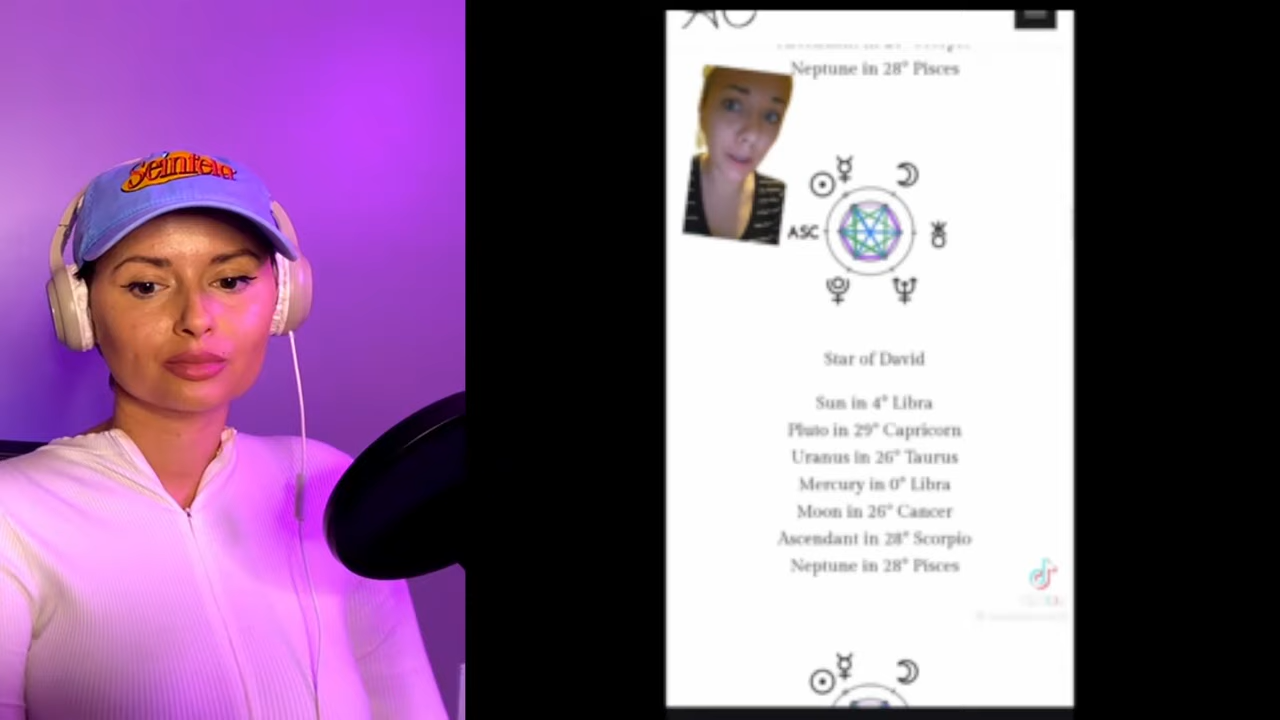 Seinfeld
Neptune in 28° Pisces
ASC
Star of David
Sun in 4° Libra
Pluto in 29° Capricorn
Uranus in 26° Taurus
Mercury in 0° Libra
Moon in 26° Cancer
Ascendant in 28° Scorpio
Neptune in 28° Pisces